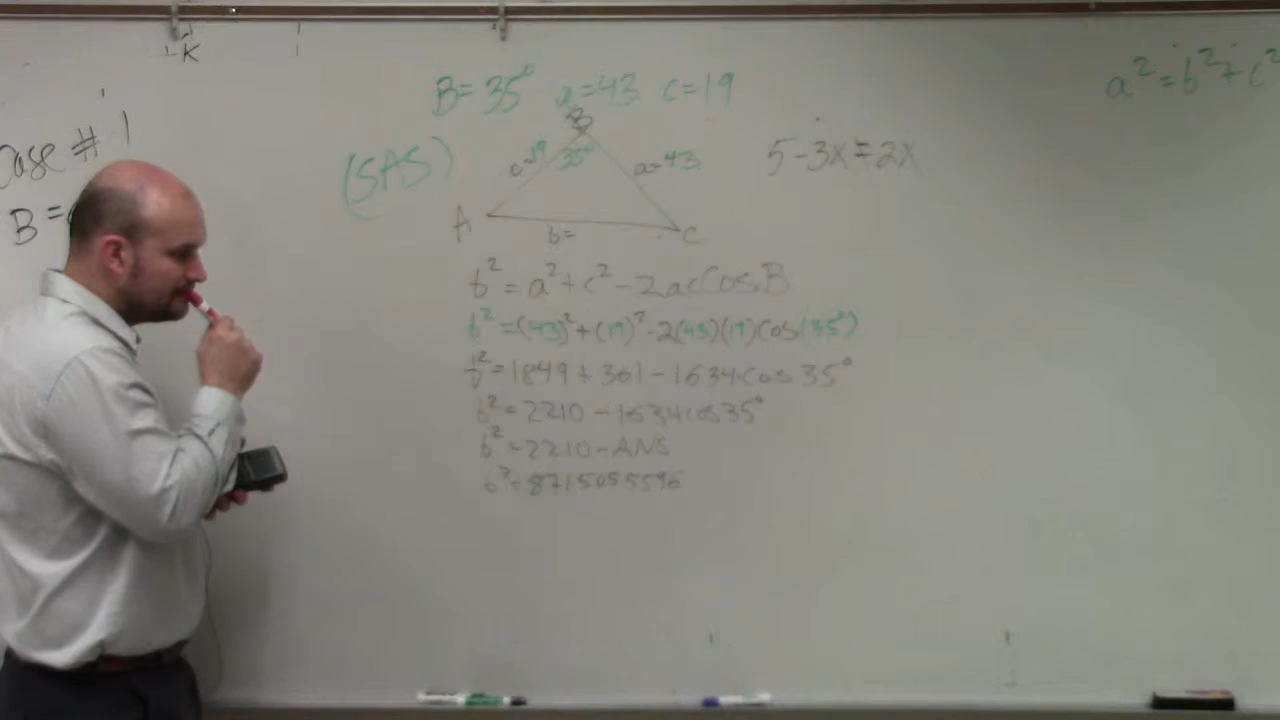 -K
a² = b² + c²
B = 35° a = 43 c = 19
Case # 1
(SAS)
B
c=19 35° a=43
5 - 3x = 2x
B =
A C
b =
b² = a² + c² - 2ac Cos B
b² = (43)² + (19)² - 2(43)(19) Cos (35°)
b² = 1849 + 361 - 1634 cos 35°
b² = 2210 - 1634 cos 35°
b² = 2210 - ANS
b² = 8715055596